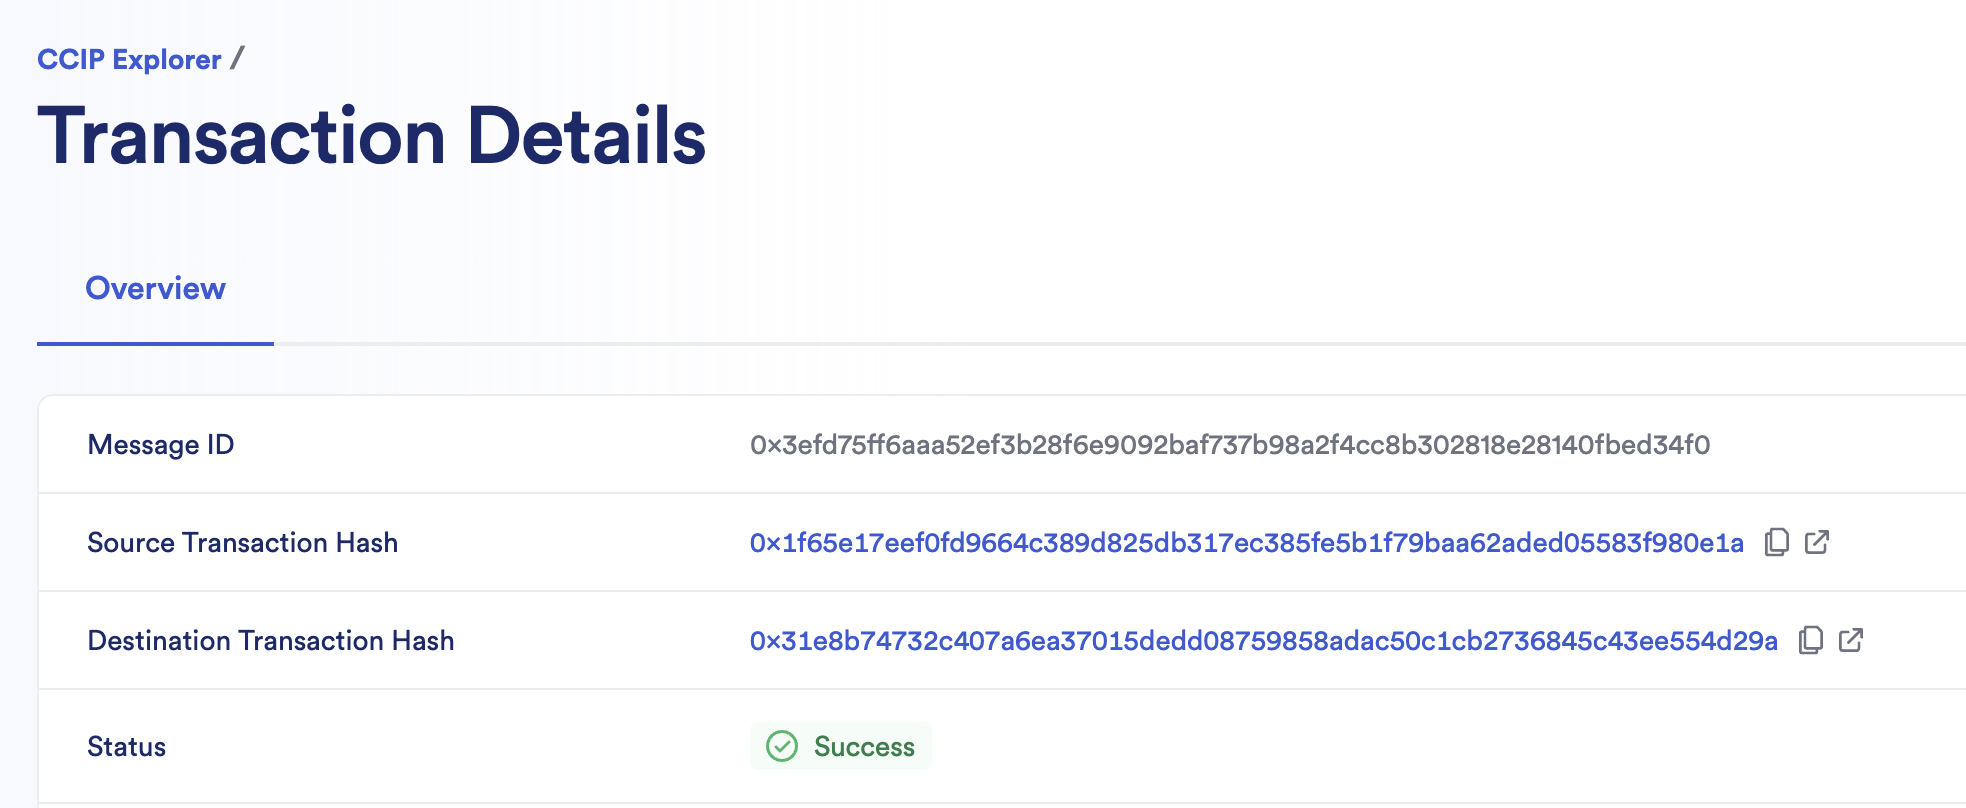 CCIP Explorer /
Transaction Details
Overview
Message ID 0x3efd75ff6aaa52ef3b28f6e9092baf737b98a2f4cc8b302818e28140fbed34f0
Source Transaction Hash 0x1f65e17eef0fd9664c389d825db317ec385fe5b1f79baa62aded05583f980e1a
Destination Transaction Hash 0x31e8b74732c407a6ea37015dedd08759858adac50c1cb2736845c43ee554d29a
Status Success